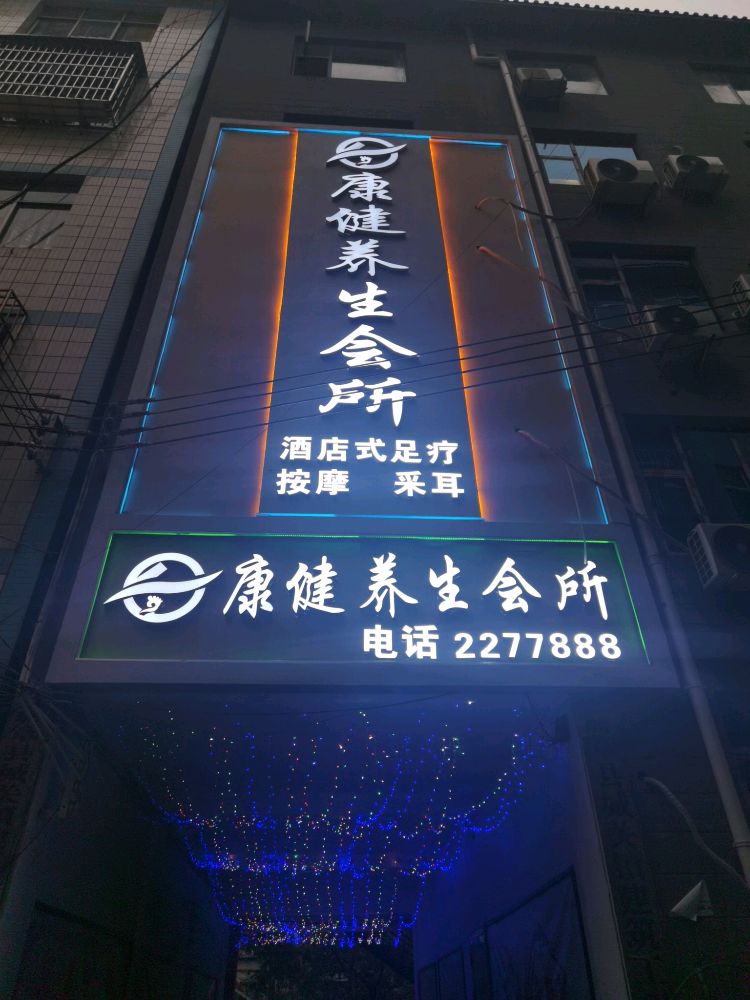 康健养生会所
酒店式足疗
按摩 采耳
康健养生会所
电话 2277888